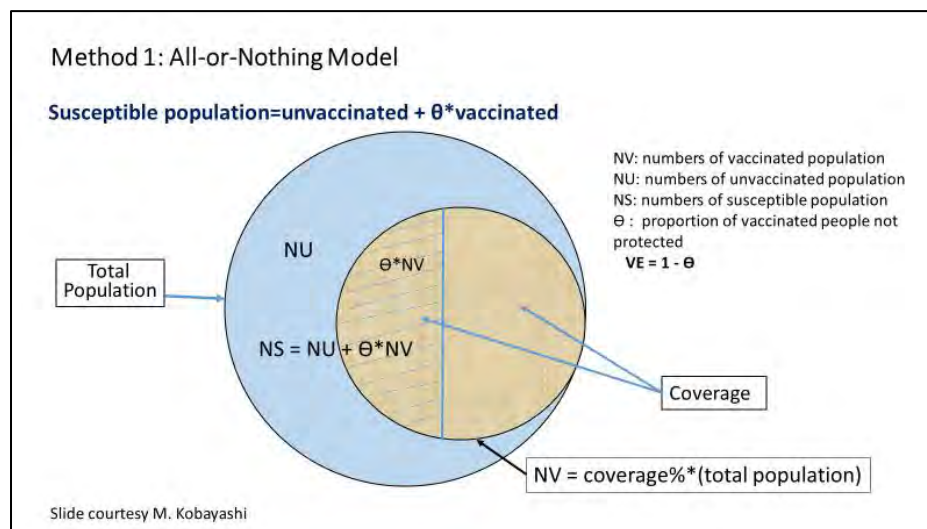 Method 1: All-or-Nothing Model
Susceptible population=unvaccinated + θ*vaccinated
NV: numbers of vaccinated population
NU: numbers of unvaccinated population
NS: numbers of susceptible population
Ɵ : proportion of vaccinated people not
protected
VE = 1 - Ɵ
NU
Ɵ*NV
Total
Population
NS = NU + Ɵ*NV
Coverage
NV = coverage%*(total population)
Slide courtesy M. Kobayashi